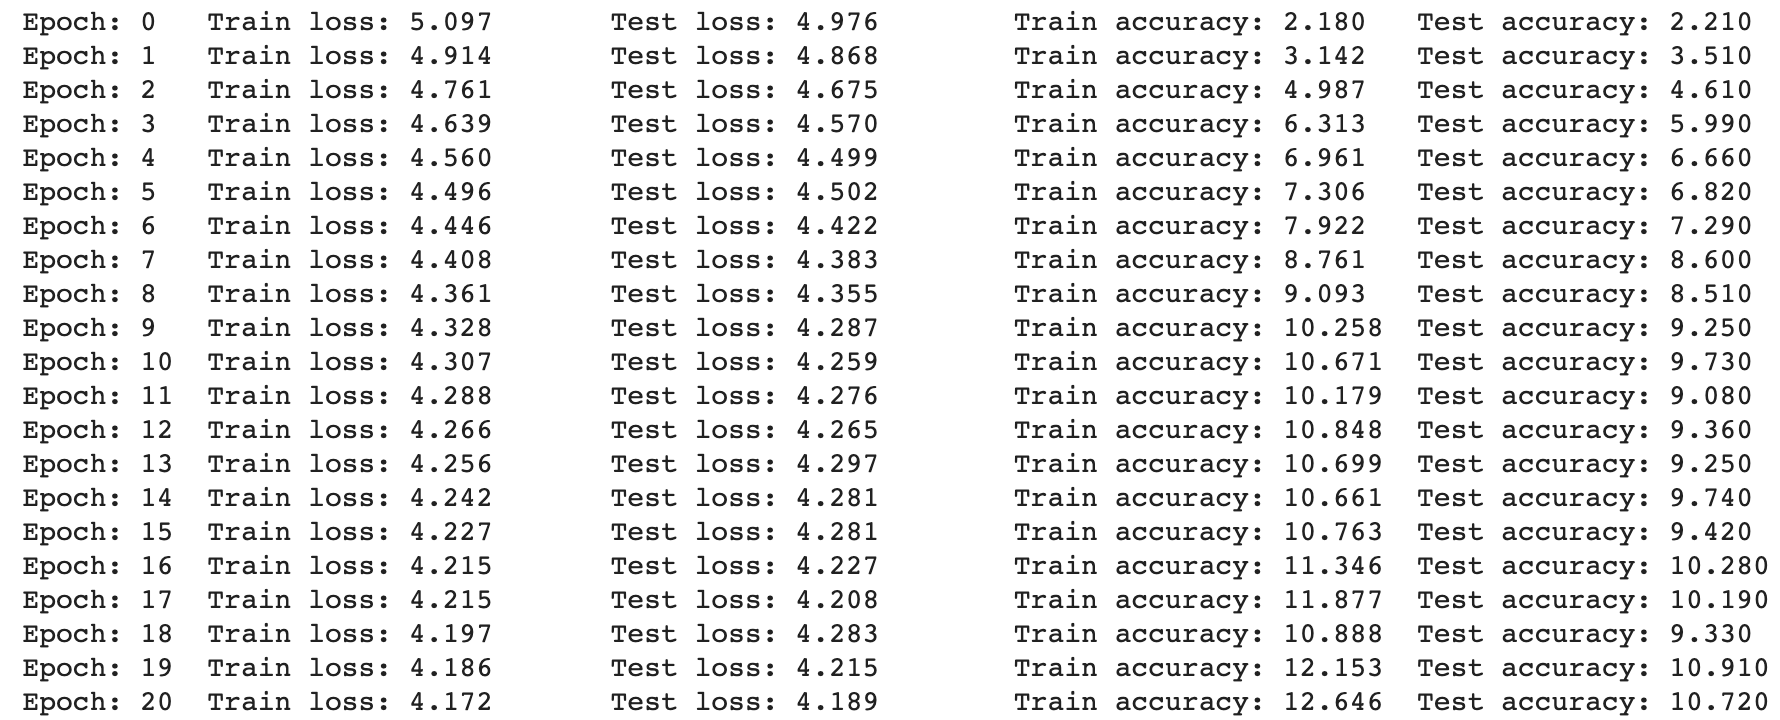 Epoch: 0 Train loss: 5.097 Test loss: 4.976 Train accuracy: 2.180 Test accuracy: 2.210
Epoch: 1 Train loss: 4.914 Test loss: 4.868 Train accuracy: 3.142 Test accuracy: 3.510
Epoch: 2 Train loss: 4.761 Test loss: 4.675 Train accuracy: 4.987 Test accuracy: 4.610
Epoch: 3 Train loss: 4.639 Test loss: 4.570 Train accuracy: 6.313 Test accuracy: 5.990
Epoch: 4 Train loss: 4.560 Test loss: 4.499 Train accuracy: 6.961 Test accuracy: 6.660
Epoch: 5 Train loss: 4.496 Test loss: 4.502 Train accuracy: 7.306 Test accuracy: 6.820
Epoch: 6 Train loss: 4.446 Test loss: 4.422 Train accuracy: 7.922 Test accuracy: 7.290
Epoch: 7 Train loss: 4.408 Test loss: 4.383 Train accuracy: 8.761 Test accuracy: 8.600
Epoch: 8 Train loss: 4.361 Test loss: 4.355 Train accuracy: 9.093 Test accuracy: 8.510
Epoch: 9 Train loss: 4.328 Test loss: 4.287 Train accuracy: 10.258 Test accuracy: 9.250
Epoch: 10 Train loss: 4.307 Test loss: 4.259 Train accuracy: 10.671 Test accuracy: 9.730
Epoch: 11 Train loss: 4.288 Test loss: 4.276 Train accuracy: 10.179 Test accuracy: 9.080
Epoch: 12 Train loss: 4.266 Test loss: 4.265 Train accuracy: 10.848 Test accuracy: 9.360
Epoch: 13 Train loss: 4.256 Test loss: 4.297 Train accuracy: 10.699 Test accuracy: 9.250
Epoch: 14 Train loss: 4.242 Test loss: 4.281 Train accuracy: 10.661 Test accuracy: 9.740
Epoch: 15 Train loss: 4.227 Test loss: 4.281 Train accuracy: 10.763 Test accuracy: 9.420
Epoch: 16 Train loss: 4.215 Test loss: 4.227 Train accuracy: 11.346 Test accuracy: 10.280
Epoch: 17 Train loss: 4.215 Test loss: 4.208 Train accuracy: 11.877 Test accuracy: 10.190
Epoch: 18 Train loss: 4.197 Test loss: 4.283 Train accuracy: 10.888 Test accuracy: 9.330
Epoch: 19 Train loss: 4.186 Test loss: 4.215 Train accuracy: 12.153 Test accuracy: 10.910
Epoch: 20 Train loss: 4.172 Test loss: 4.189 Train accuracy: 12.646 Test accuracy: 10.720